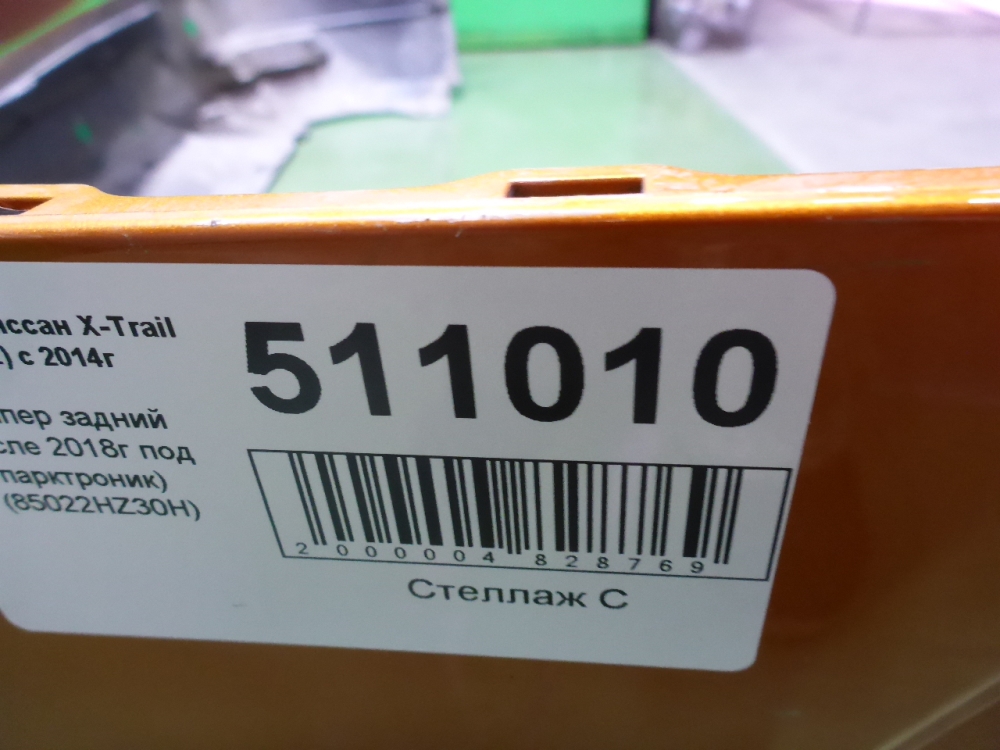 ссан X-Trail
) с 2014г
пер задний
сле 2018г под
парктроник)
(85022HZ30H)
511010
2 000004 828769
Стеллаж С